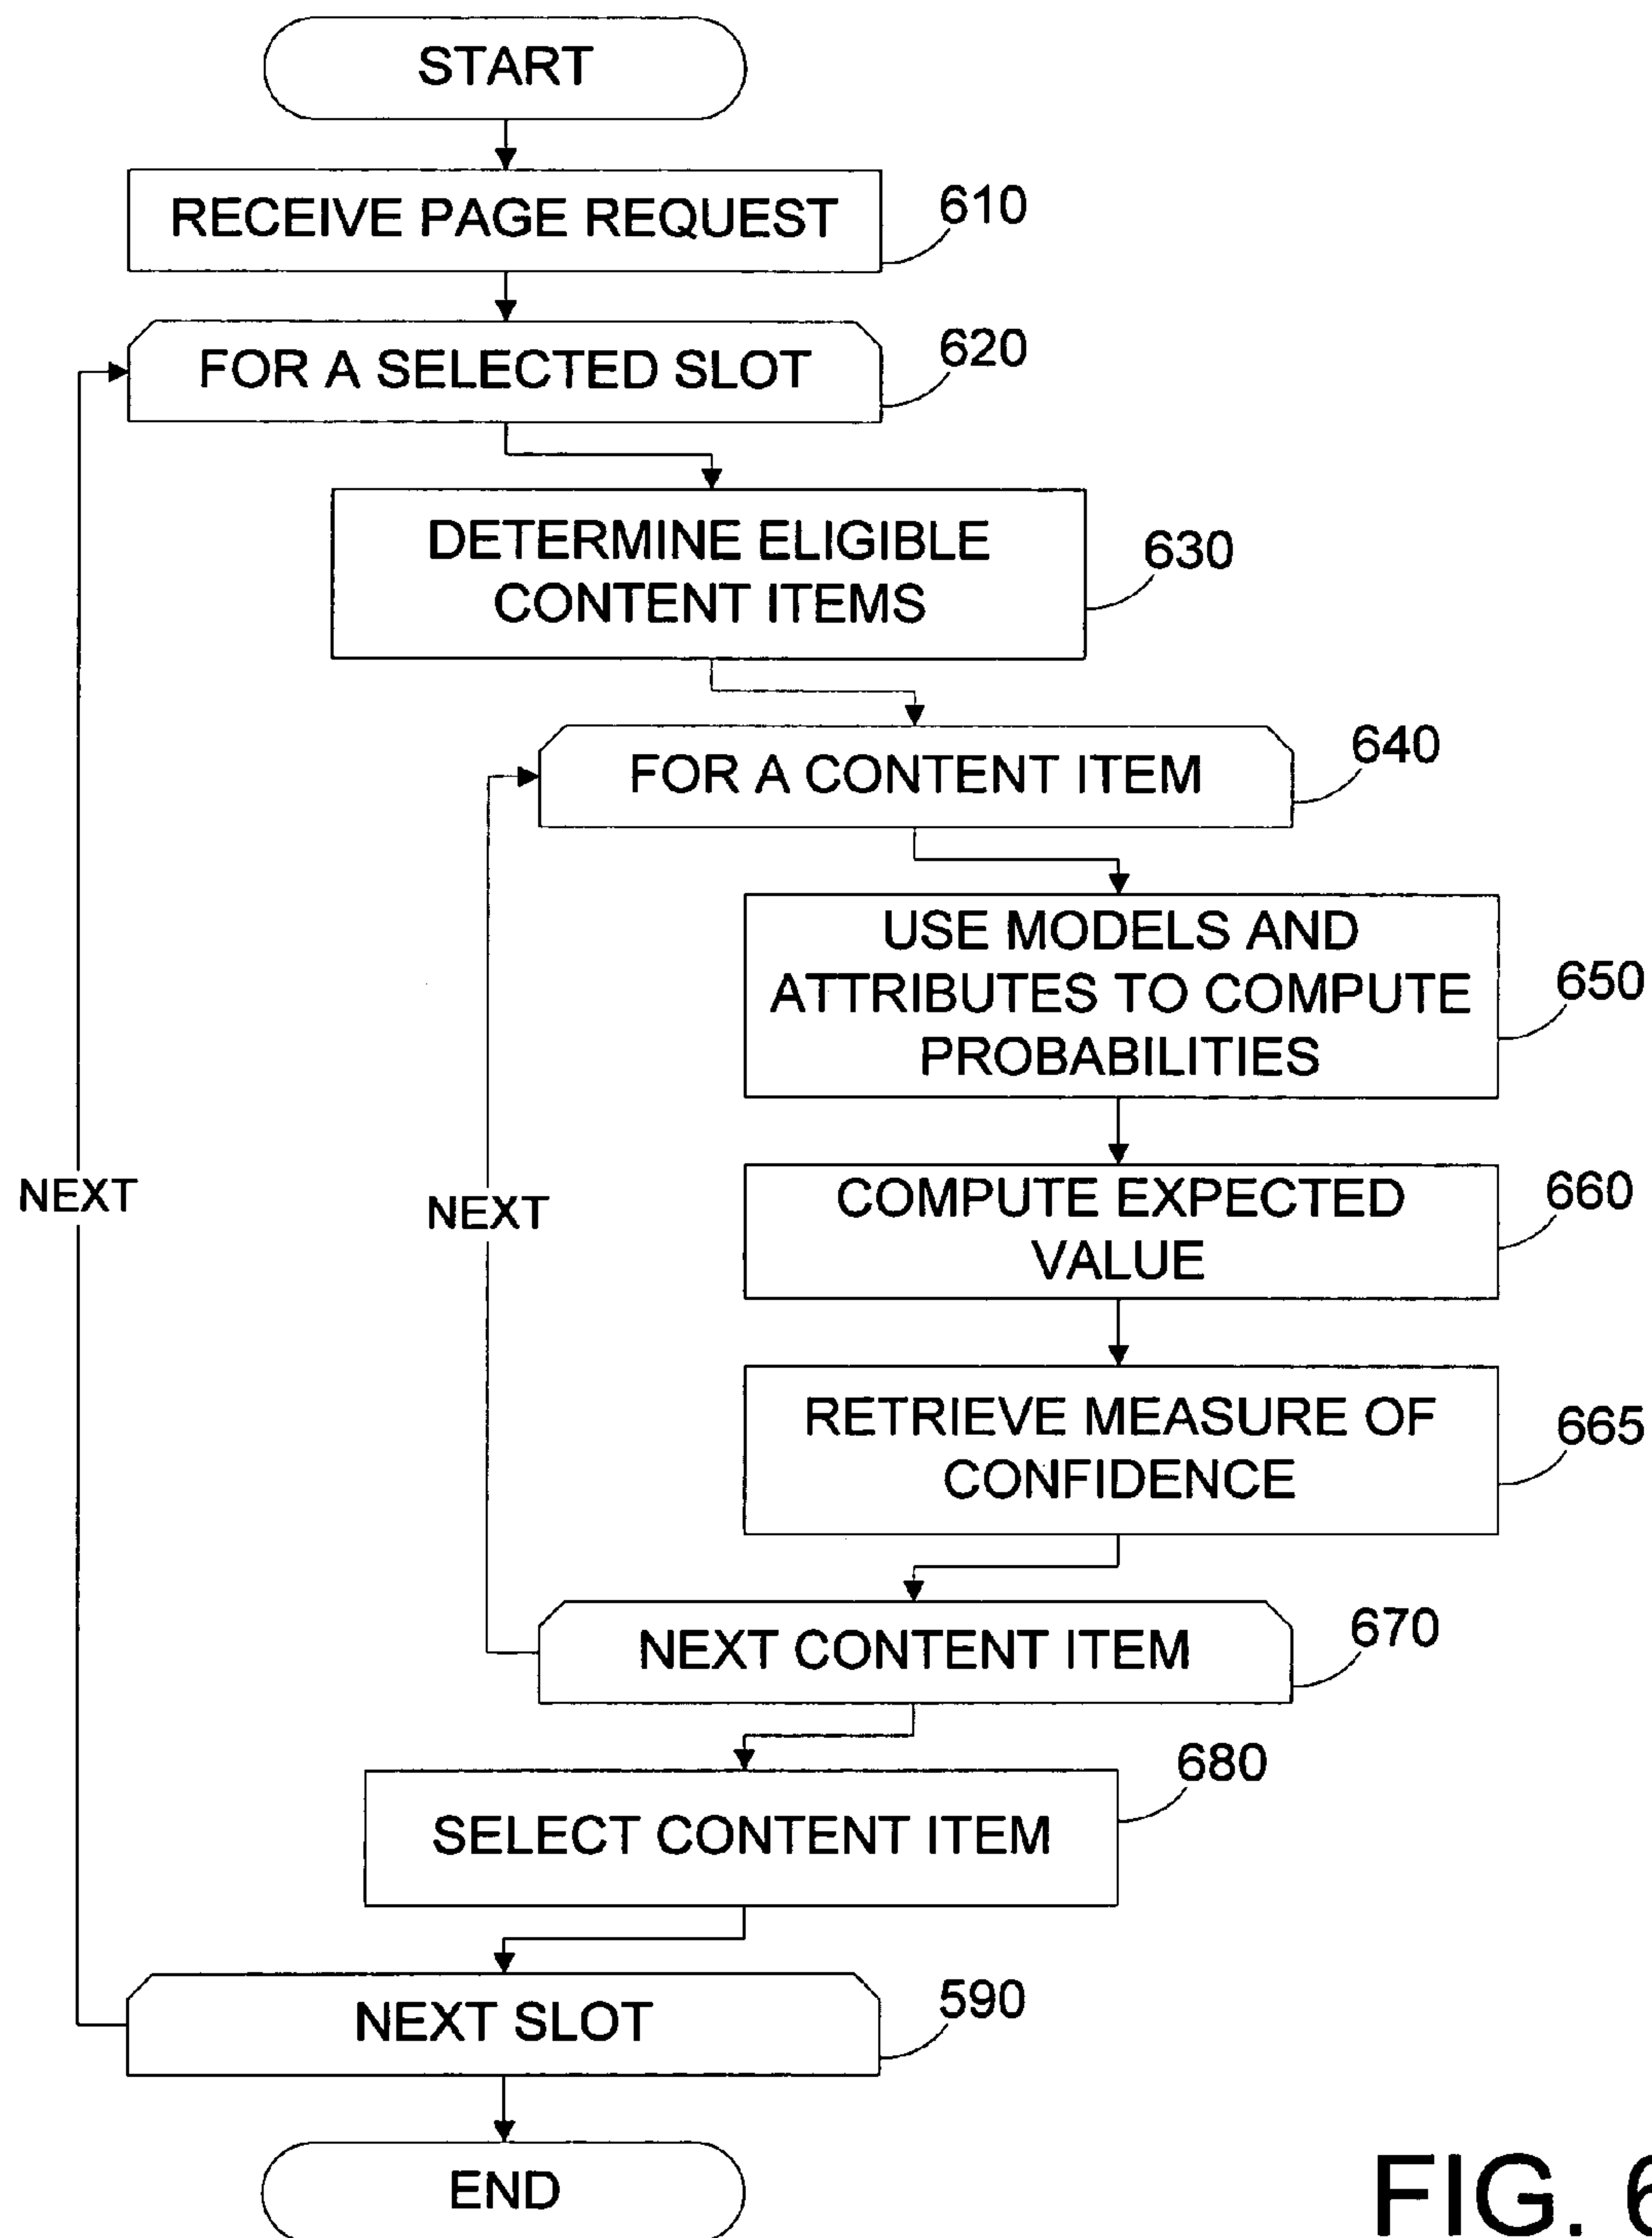 START
RECEIVE PAGE REQUEST
610
FOR A SELECTED SLOT
620
DETERMINE ELIGIBLE
CONTENT ITEMS
630
FOR A CONTENT ITEM
640
USE MODELS AND
ATTRIBUTES TO COMPUTE
PROBABILITIES
650
COMPUTE EXPECTED
VALUE
660
NEXT
NEXT
RETRIEVE MEASURE OF
CONFIDENCE
665
NEXT CONTENT ITEM
670
SELECT CONTENT ITEM
680
NEXT SLOT
590
END
FIG. 6